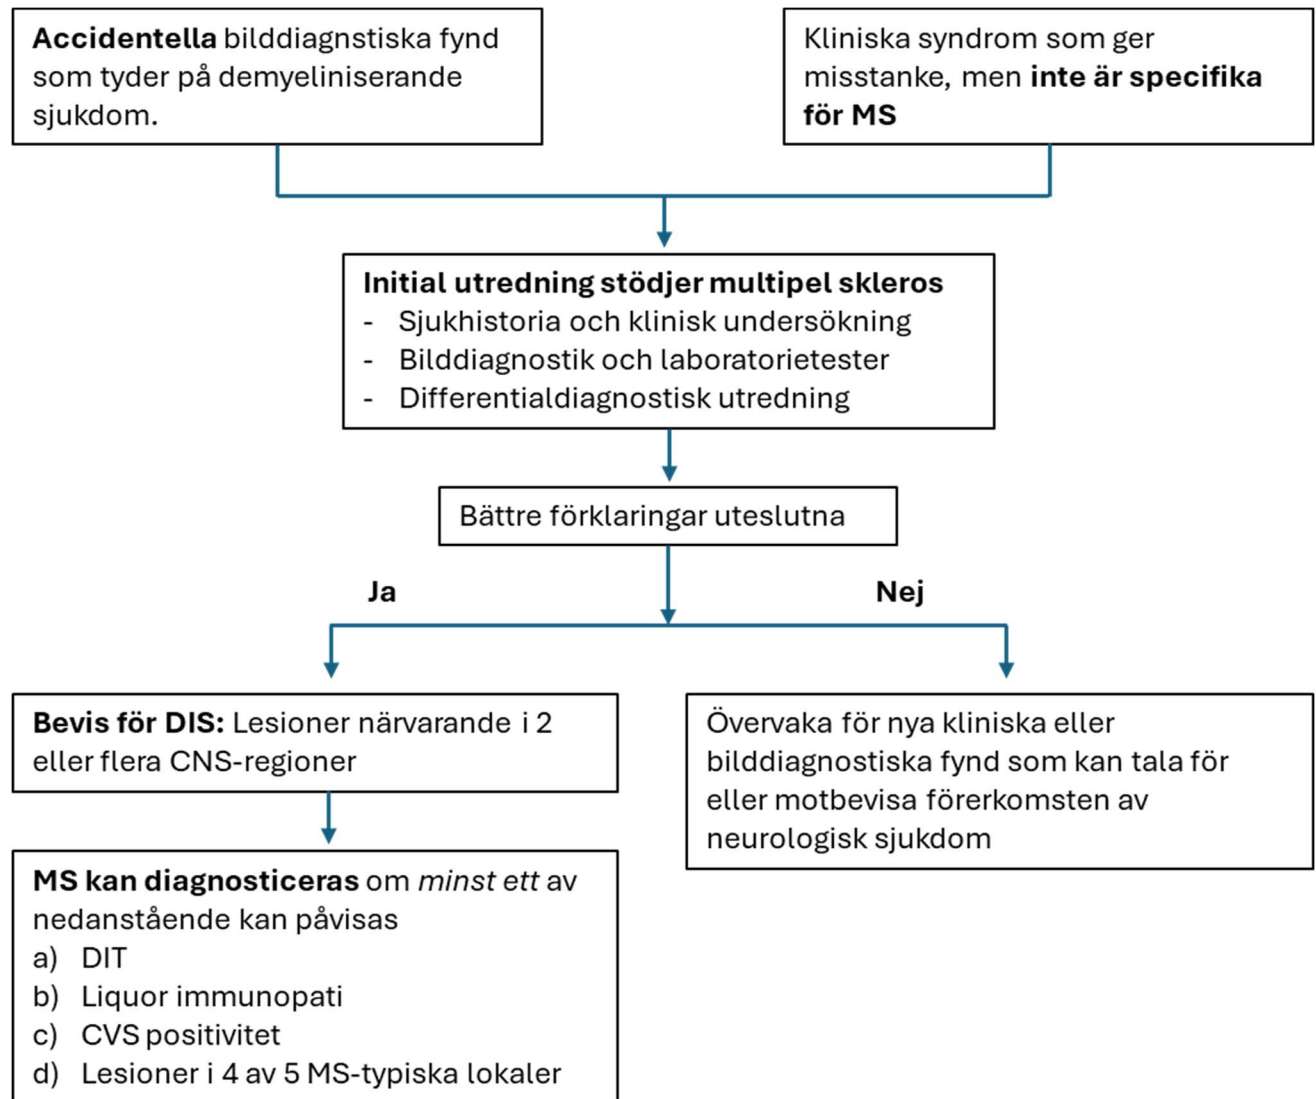 Accidentella bilddiagnstiska fynd
som tyder på demyeliniserande
sjukdom.
Kliniska syndrom som ger
misstanke, men inte är specifika
för MS
Initial utredning stödjer multipel skleros
- Sjukhistoria och klinisk undersökning
- Bilddiagnostik och laboratorietester
- Differentialdiagnostisk utredning
Bättre förklaringar uteslutna
Ja
Nej
Bevis för DIS: Lesioner närvarande i 2
eller flera CNS-regioner
Övervaka för nya kliniska eller
bilddiagnostiska fynd som kan tala för
eller motbevisa förerkomsten av
neurologisk sjukdom
MS kan diagnosticeras om minst ett av
nedanstående kan påvisas
a) DIT
b) Liquor immunopati
c) CVS positivitet
d) Lesioner i 4 av 5 MS-typiska lokaler